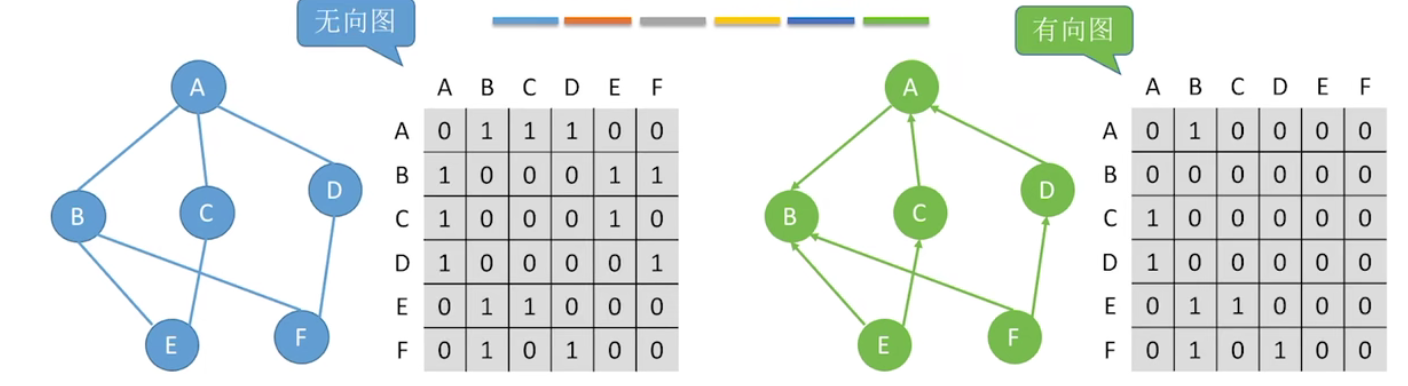 无向图
A
B
C
D
E
F
A B C D E F
A 0 1 1 1 0 0
B 1 0 0 0 1 1
C 1 0 0 0 1 0
D 1 0 0 0 0 1
E 0 1 1 0 0 0
F 0 1 0 1 0 0
有向图
A
B
C
D
E
F
A B C D E F
A 0 1 0 0 0 0
B 0 0 0 0 0 0
C 1 0 0 0 0 0
D 1 0 0 0 0 0
E 0 1 1 0 0 0
F 0 1 0 1 0 0